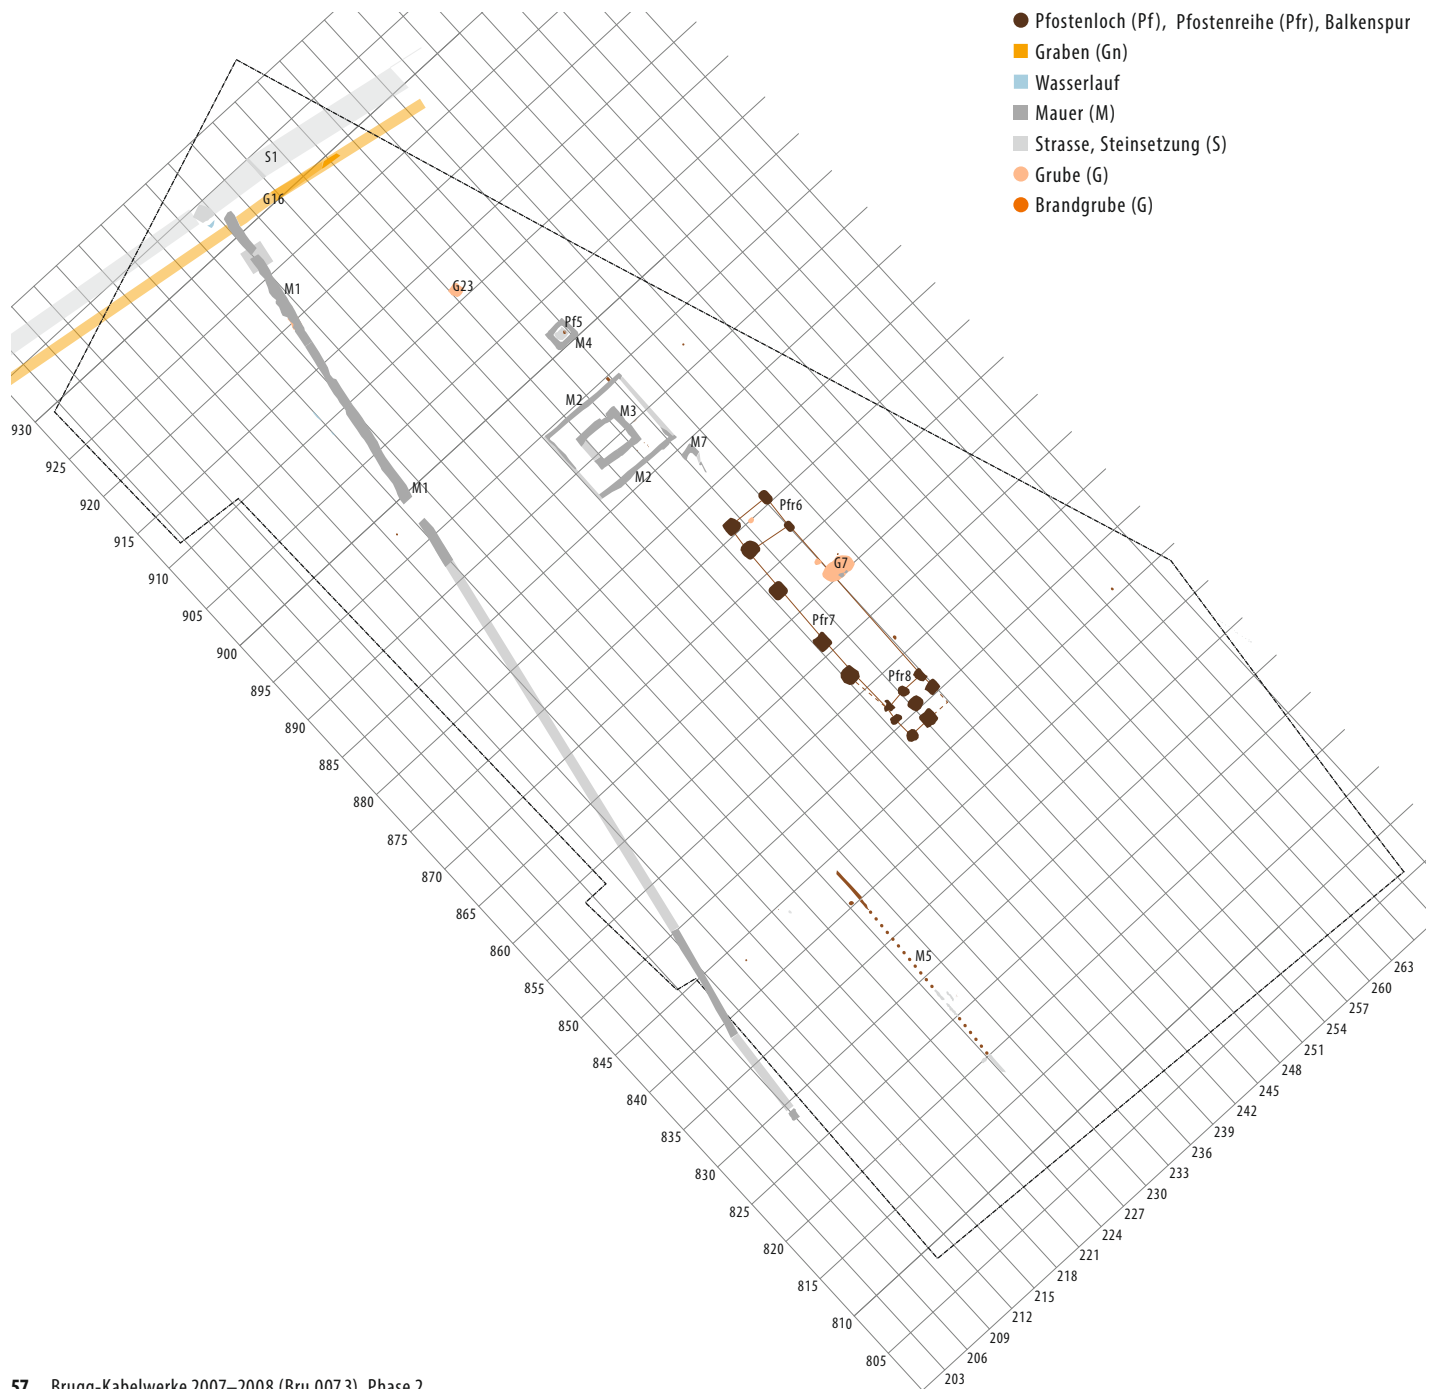 Pfostenloch (Pf), Pfostenreihe (Pfr), Balkenspur
Graben (Gn)
Wasserlauf
Mauer (M)
Strasse, Steinsetzung (S)
Grube (G)
Brandgrube (G)
S1
G16
M1
G23
Pf5
M4
M2
M3
M7
M2
M1
Pfr6
G7
Pfr7
Pfr8
M5
930
925
920
915
910
905
900
895
890
885
880
875
870
865
860
855
850
845
840
835
830
825
820
815
810
805
263
260
257
254
251
248
245
242
239
236
233
230
227
224
221
218
215
212
209
206
203
57 Brugg-Kabelwerke 2007–2008 (Bru.007.3), Phase 2